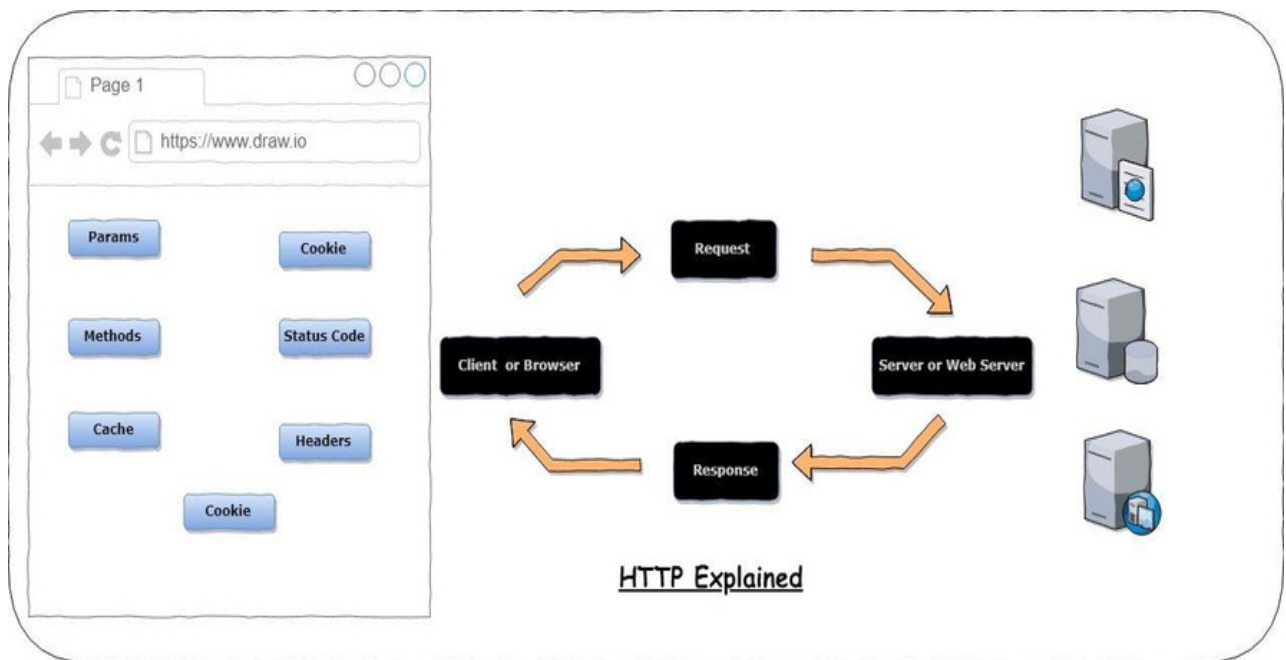 Page 1
https://www.draw.io
Params
Cookie
Methods
Status Code
Cache
Headers
Cookie
Request
Client or Browser
Server or Web Server
Response
HTTP Explained